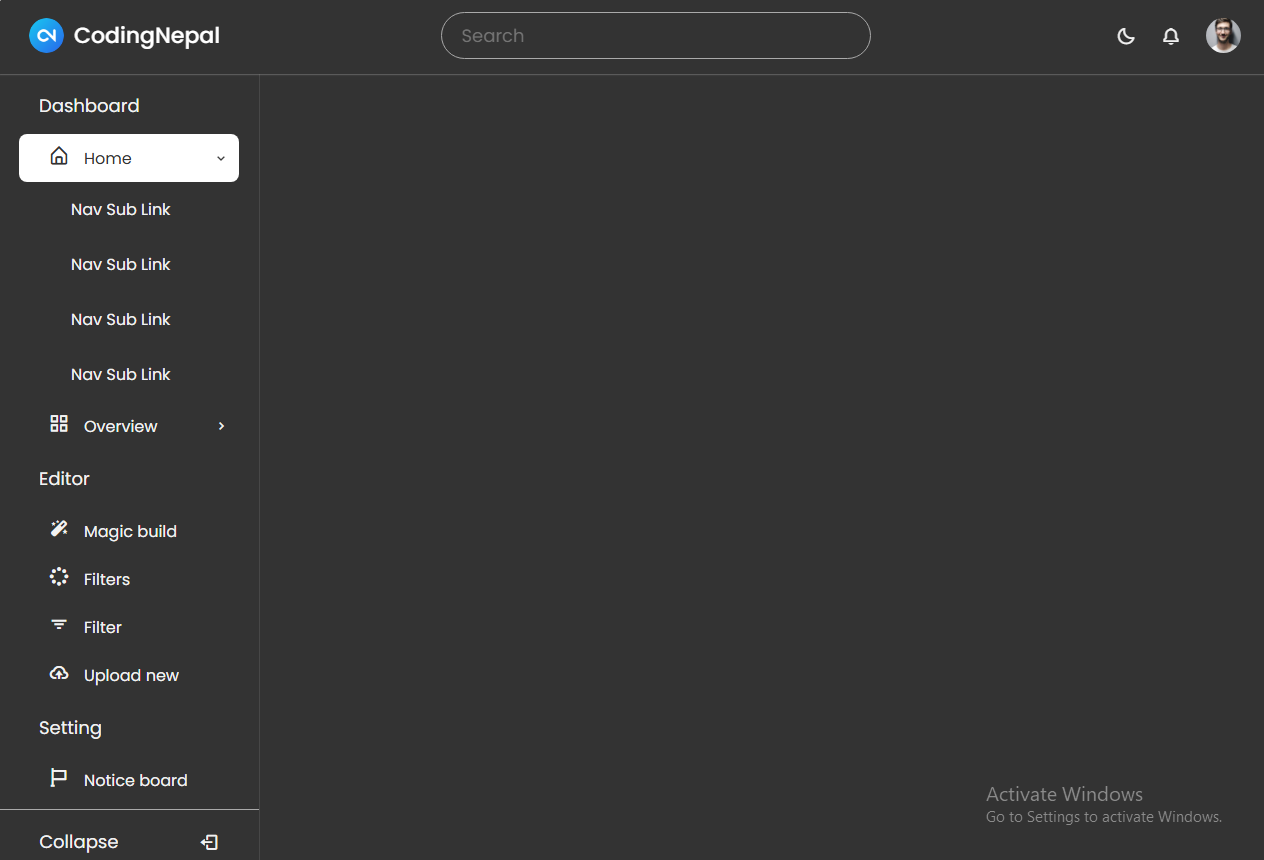 CodingNepal
Search
Dashboard
Home
Nav Sub Link
Nav Sub Link
Nav Sub Link
Nav Sub Link
Overview
Editor
Magic build
Filters
Filter
Upload new
Setting
Notice board
Collapse
Activate Windows
Go to Settings to activate Windows.